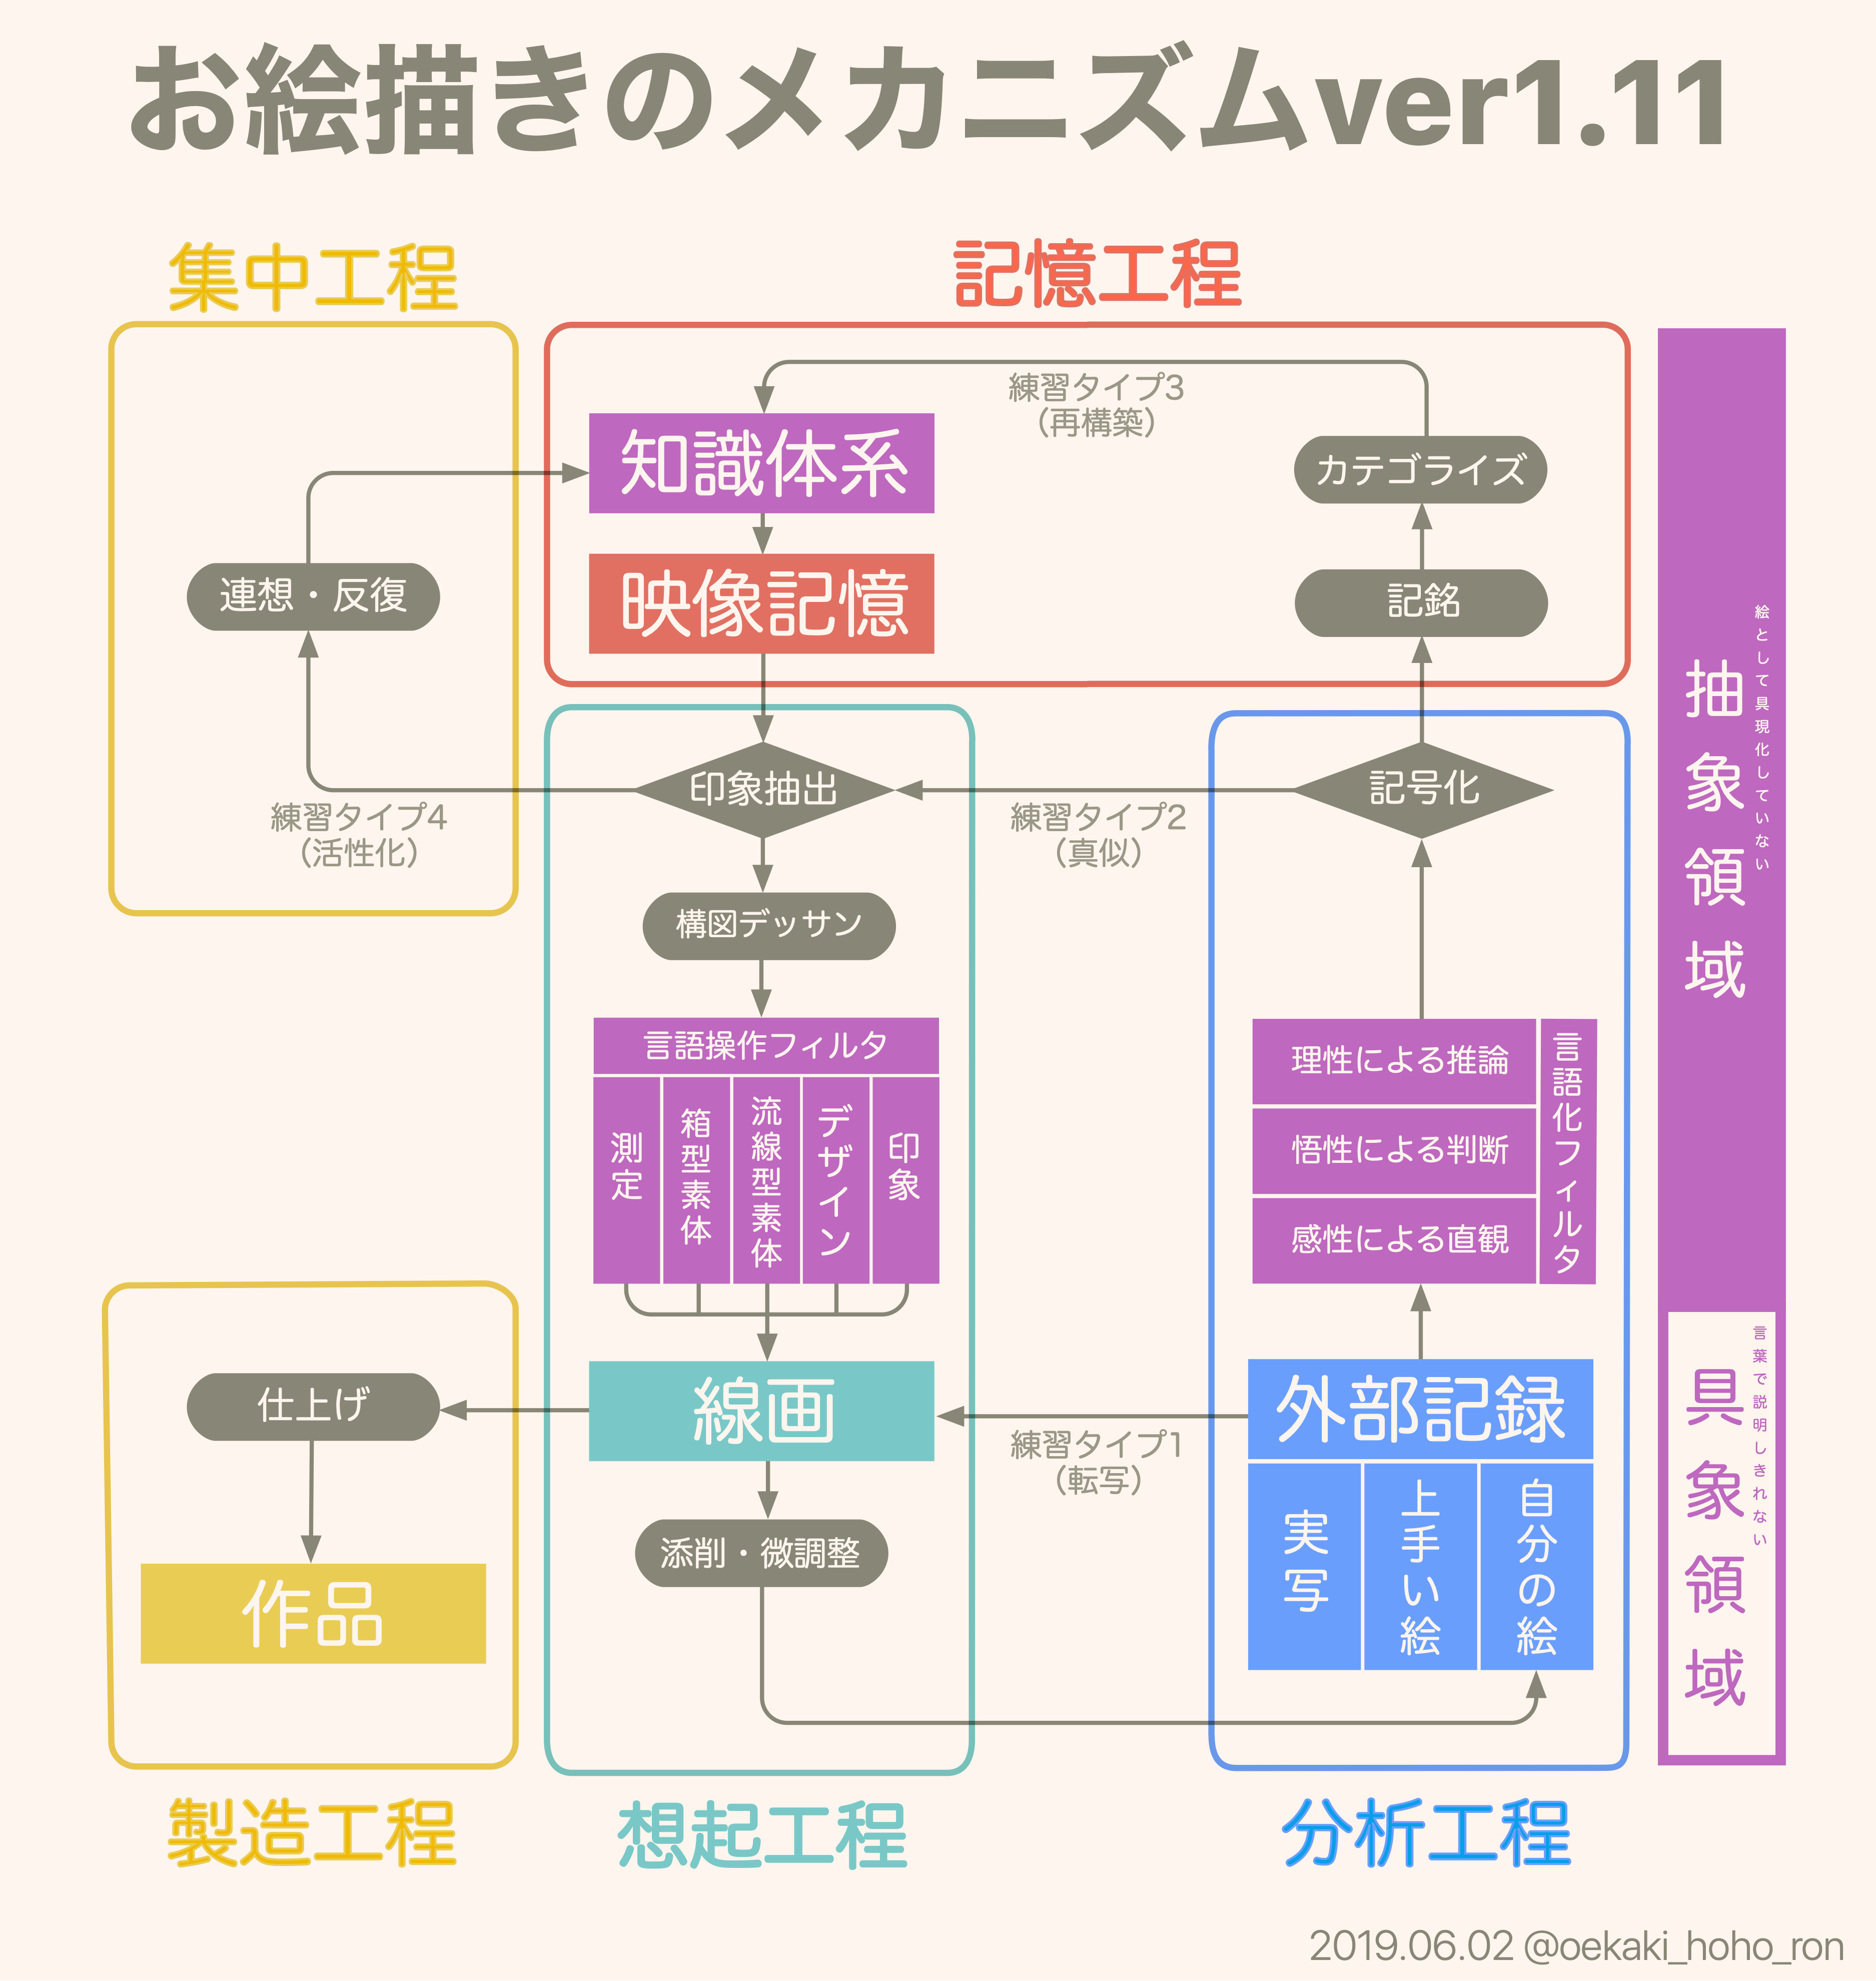 お絵描きのメカニズムver1.11
集中工程
記憶工程
練習タイプ3
（再構築）
知識体系
カテゴライズ
映像記憶
連想・反復
記銘
絵として具現化していない
抽象領域
印象抽出
記号化
練習タイプ4
（活性化）
練習タイプ2
（真似）
構図デッサン
言語操作フィルタ
測定
箱型素体
流線型素体
デザイン
印象
理性による推論
悟性による判断
感性による直観
言語化フィルタ
言葉で説明しきれない
具象領域
仕上げ
線画
外部記録
練習タイプ1
（転写）
実写
上手い絵
自分の絵
添削・微調整
作品
製造工程
想起工程
分析工程
2019.06.02 @oekaki_hoho_ron